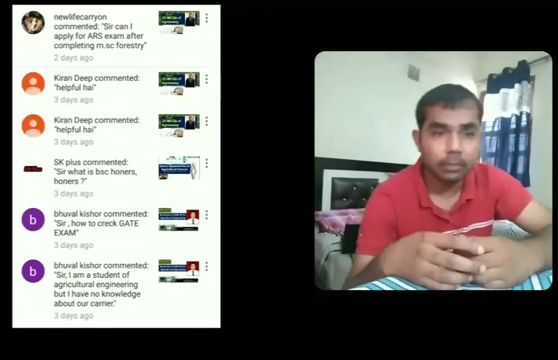 newlifecarryon
commented: "Sir can I
apply for ARS exam after
completing m.sc forestry"
2 days ago
Kiran Deep commented:
"helpful hai"
3 days ago
Kiran Deep commented:
"helpful hai"
3 days ago
SK plus commented:
"Sir what is bsc honers,
honers ?"
3 days ago
b
bhuval kishor commented:
"Sir , how to creck GATE
EXAM"
3 days ago
b
bhuval kishor commented:
"Sir, I am a student of
agricultural engineering
but I have no knowledge
about our carrier."
3 days ago